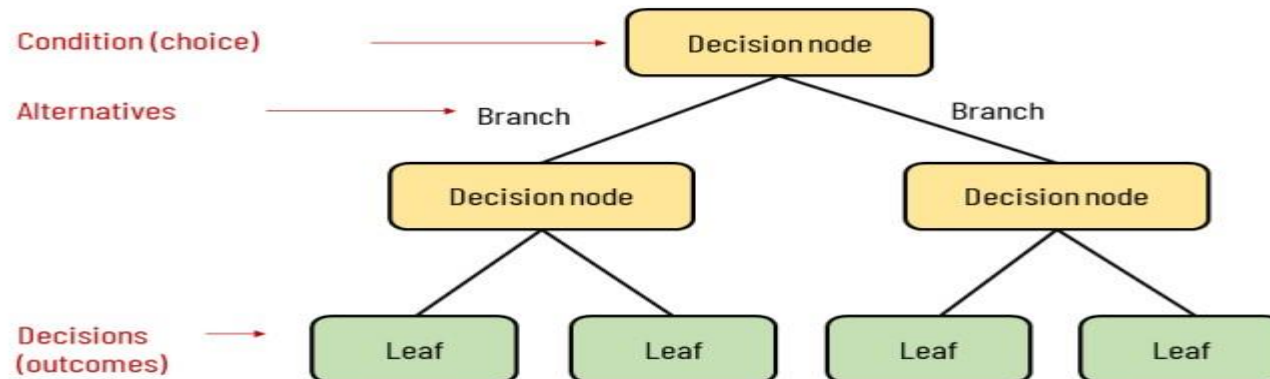 Condition (choice)
Decision node
Alternatives
Branch
Branch
Decision node
Decision node
Decisions
(outcomes)
Leaf
Leaf
Leaf
Leaf